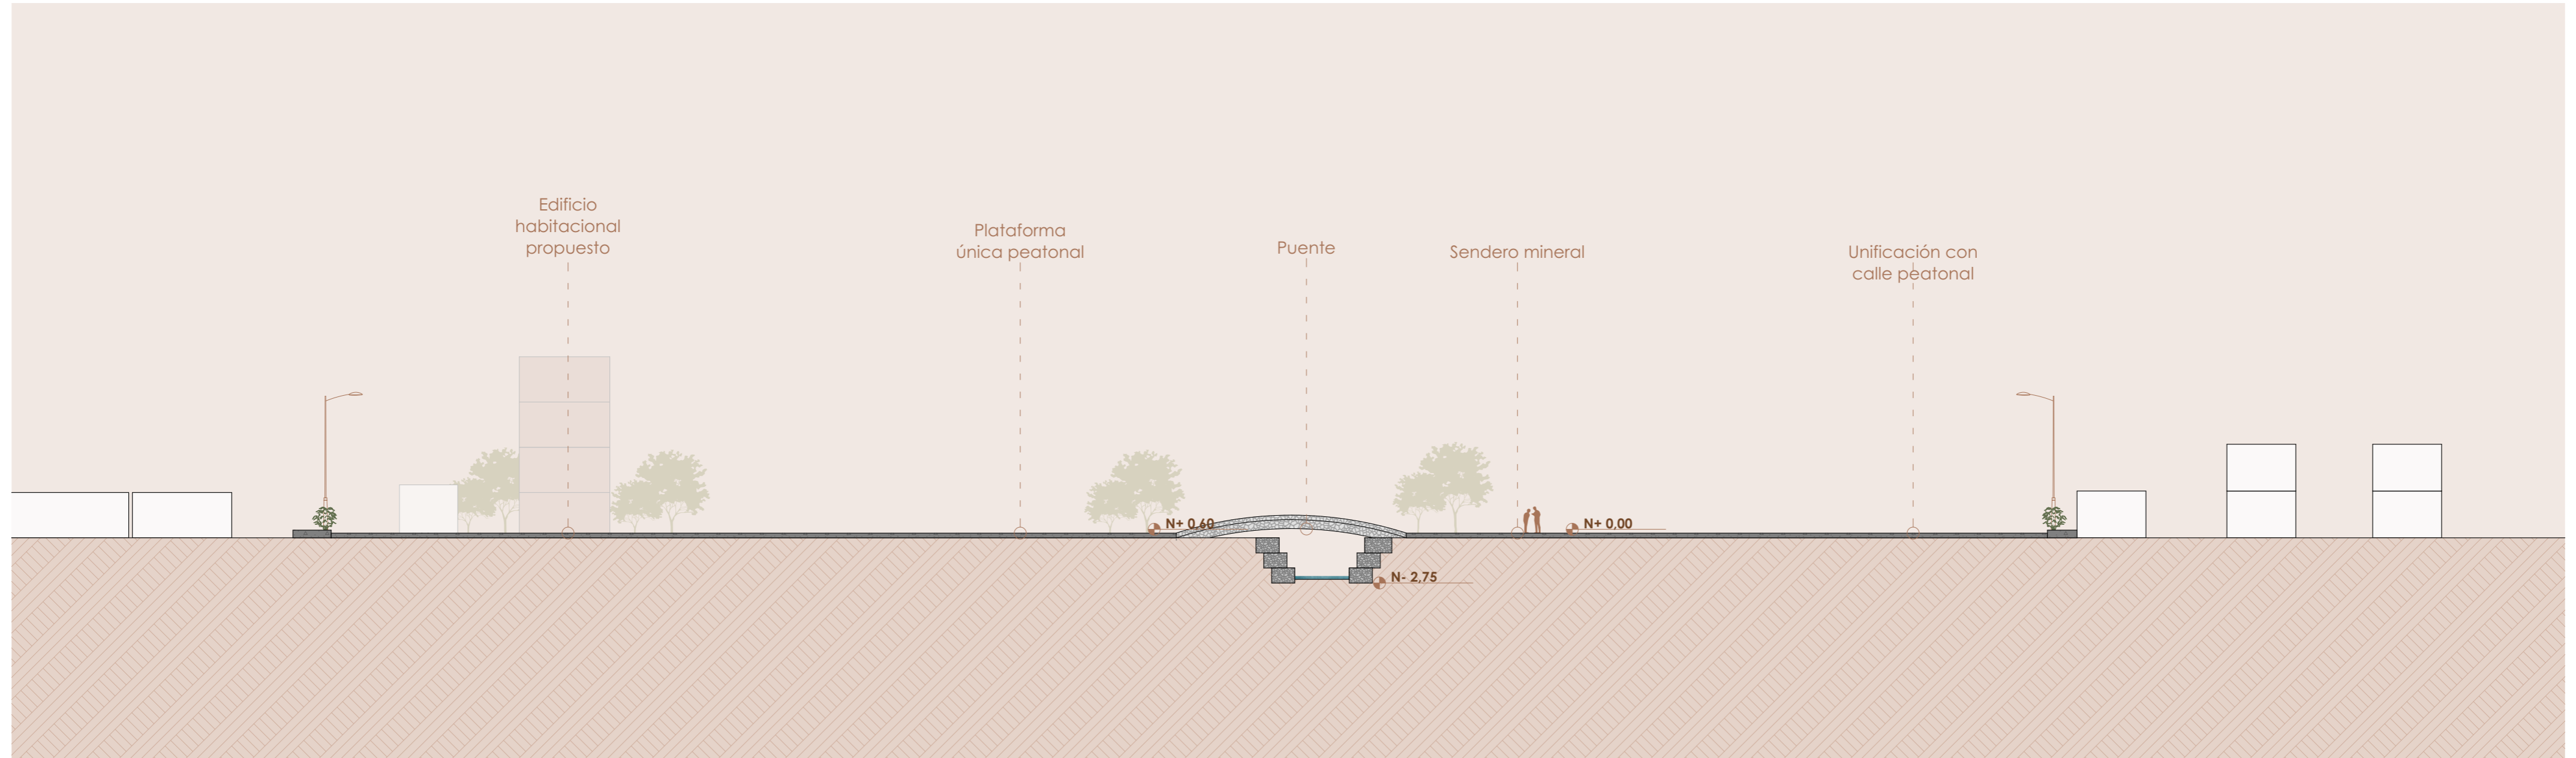 Edificio
habitacional
propuesto
Plataforma
única peatonal
Puente
Sendero mineral
Unificación con
calle peatonal
N+ 0,60
N+ 0,00
N- 2,75